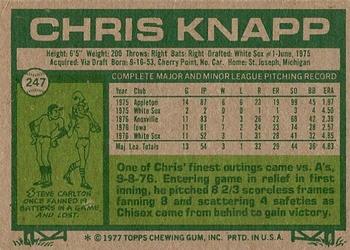 CHRIS KNAPP
247
Height: 6'5" Weight: 200 Throws: Right Bats: Right Drafted: White Sox #1-June, 1975
Acquired: Via Draft Born: 9-16-53, Cherry Point, No. Car. Home: St. Joseph, Michigan
COMPLETE MAJOR AND MINOR LEAGUE PITCHING RECORD
Year Club G IP W L R ER SO BB ERA
1975 Appleton
1975 White Sox
1976 Knoxville
1976 Iowa
1976 White Sox
Maj. Lea. Totals
STEVE CARLTON
ONCE FANNED 19
BATTERS IN A GAME
AND LOST.
One of Chris' finest outings came vs. A's,
9-8-76. Entering game in relief in first
inning, he pitched 8 2/3 scoreless frames
fanning 8 and scattering 4 safeties as
Chisox came from behind to gain victory.
* © 1977 TOPPS CHEWING GUM, INC. PRTD. IN U.S.A.